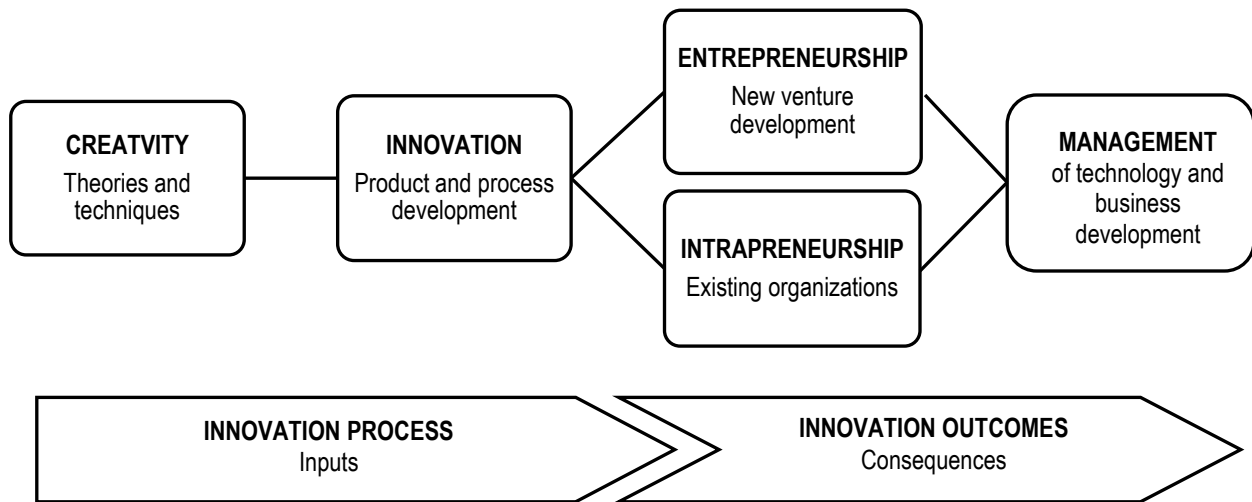 CREATVITY
Theories and
techniques
INNOVATION
Product and process
development
ENTREPRENEURSHIP
New venture
development
INTRAPRENEURSHIP
Existing organizations
MANAGEMENT
of technology and
business
development
INNOVATION PROCESS
Inputs
INNOVATION OUTCOMES
Consequences